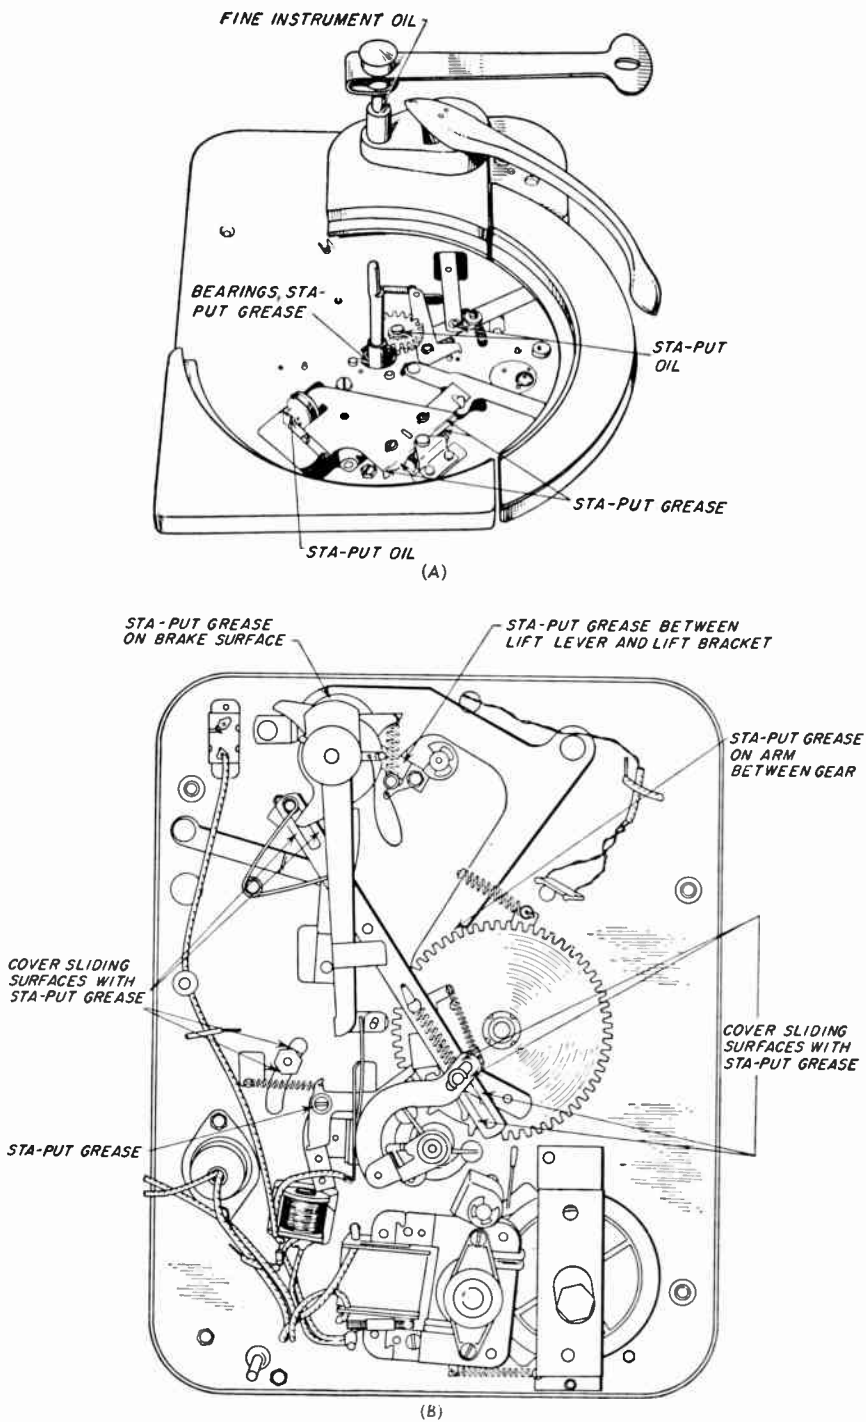 FINE INSTRUMENT OIL
BEARINGS, STA-
PUT GREASE
STA-PUT
OIL
STA-PUT GREASE
STA-PUT OIL
(A)
STA-PUT GREASE
ON BRAKE SURFACE
STA-PUT GREASE BETWEEN
LIFT LEVER AND LIFT BRACKET
STA-PUT GREASE
ON ARM
BETWEEN GEAR
COVER SLIDING
SURFACES WITH
STA-PUT GREASE
COVER SLIDING
SURFACES WITH
STA-PUT GREASE
STA-PUT GREASE
(B)